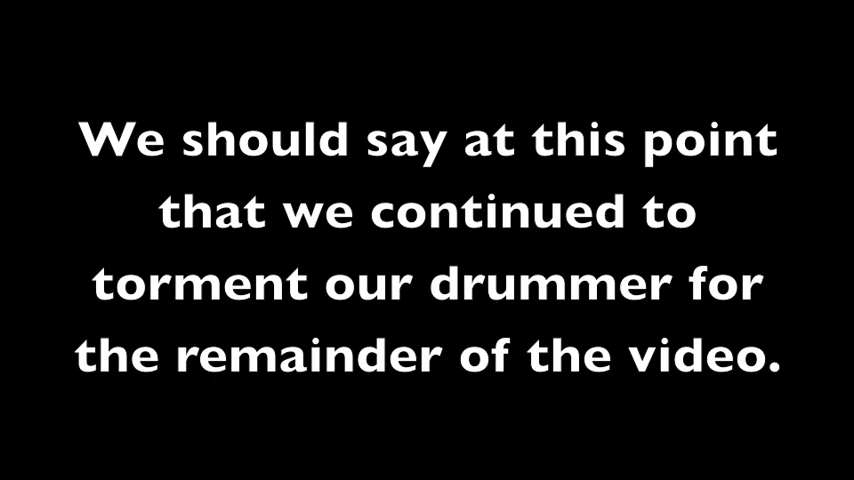 We should say at this point
that we continued to
torment our drummer for
the remainder of the video.